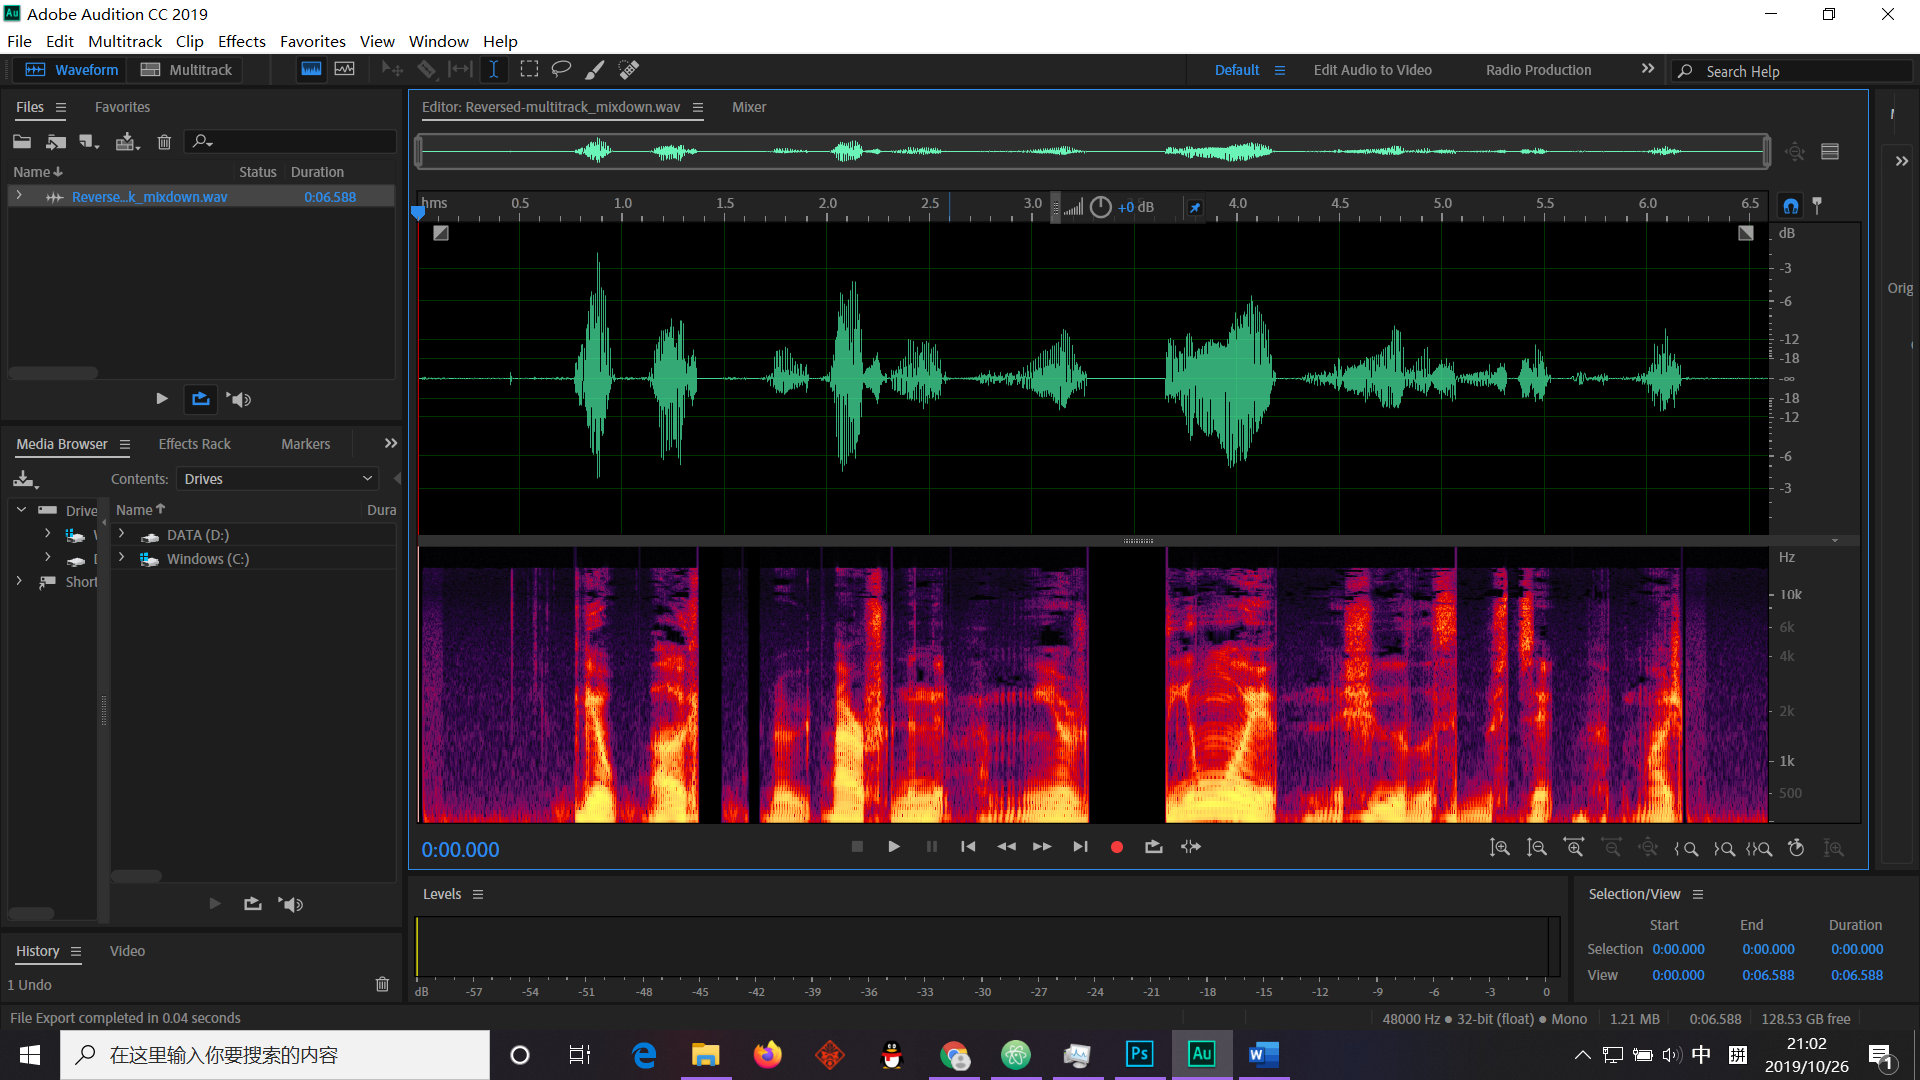 Adobe Audition CC 2019
File Edit Multitrack Clip Effects Favorites View Window Help
Waveform Multitrack Default Edit Audio to Video Radio Production Search Help
Files Favorites
Name Status Duration
Reverse...k_mixdown.wav 0:06.588
Media Browser Effects Rack Markers
Contents: Drives
Drive Name Dura
DATA (D:)
Windows (C:)
Short
History Video
1 Undo
Editor: Reversed-multitrack_mixdown.wav Mixer
hms 0.5 1.0 1.5 2.0 2.5 3.0 +0 dB 4.0 4.5 5.0 5.5 6.0 6.5
dB
-3
-6
-12
-18
-∞
-18
-12
-6
-3
Hz
10k
6k
4k
2k
1k
500
Orig
0:00.000
Levels
dB -57 -54 -51 -48 -45 -42 -39 -36 -33 -30 -27 -24 -21 -18 -15 -12 -9 -6 -3 0
Selection/View
Start End Duration
Selection 0:00.000 0:00.000 0:00.000
View 0:00.000 0:06.588 0:06.588
File Export completed in 0.04 seconds
48000 Hz ● 32-bit (float) ● Mono 1.21 MB 0:06.588 128.53 GB free
在这里输入你要搜索的内容
Ps Au
中 拼
21:02
2019/10/26
1